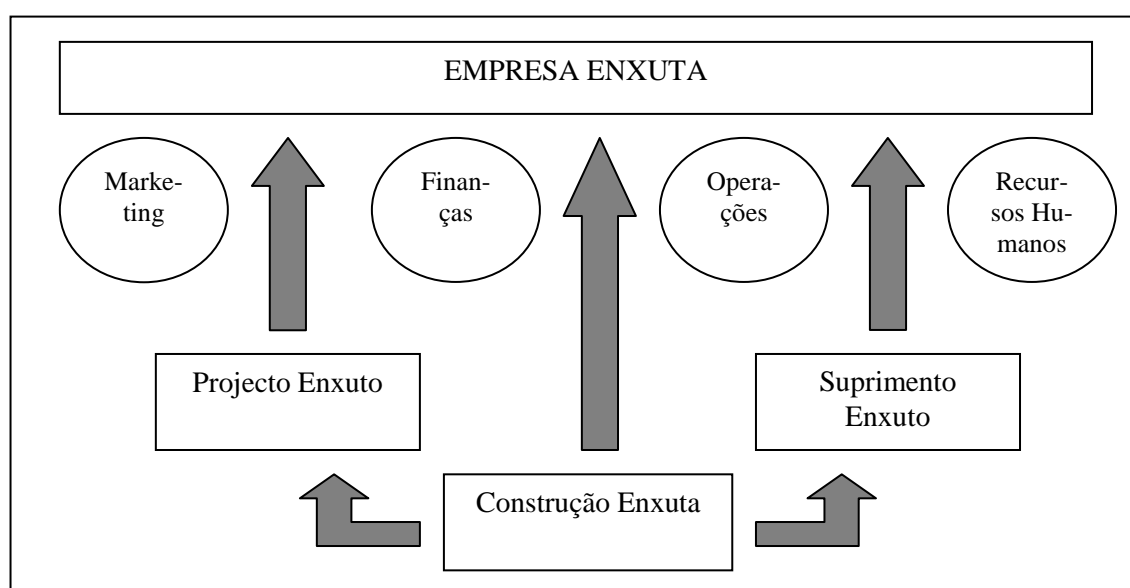 EMPRESA ENXUTA
Marke-
ting
Finan-
ças
Opera-
ções
Recur-
sos Hu-
manos
Projecto Enxuto
Suprimento
Enxuto
Construção Enxuta